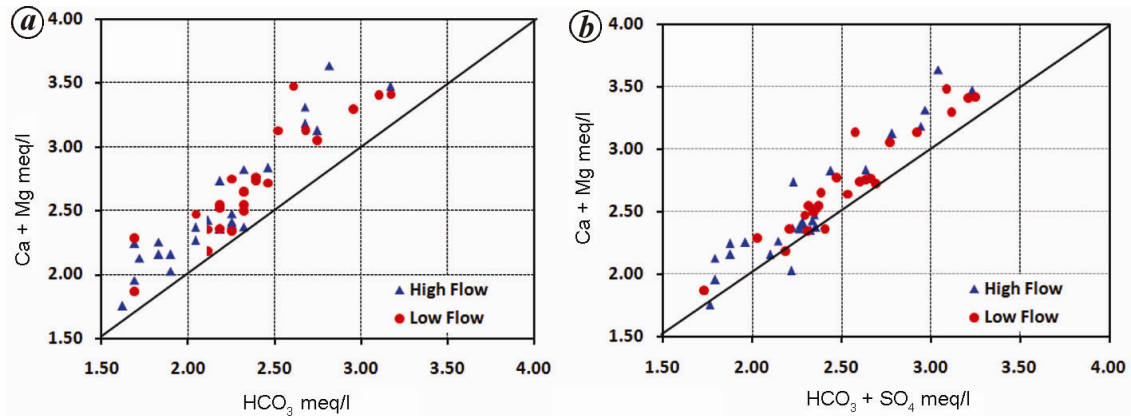 a
4.00
3.50
3.00
2.50
2.00
1.50
Ca + Mg meq/l
High Flow
Low Flow
1.50 2.00 2.50 3.00 3.50 4.00
HCO₃ meq/l
b
4.00
3.50
3.00
2.50
2.00
1.50
Ca + Mg meq/l
High Flow
Low Flow
1.50 2.00 2.50 3.00 3.50 4.00
HCO₃ + SO₄ meq/l